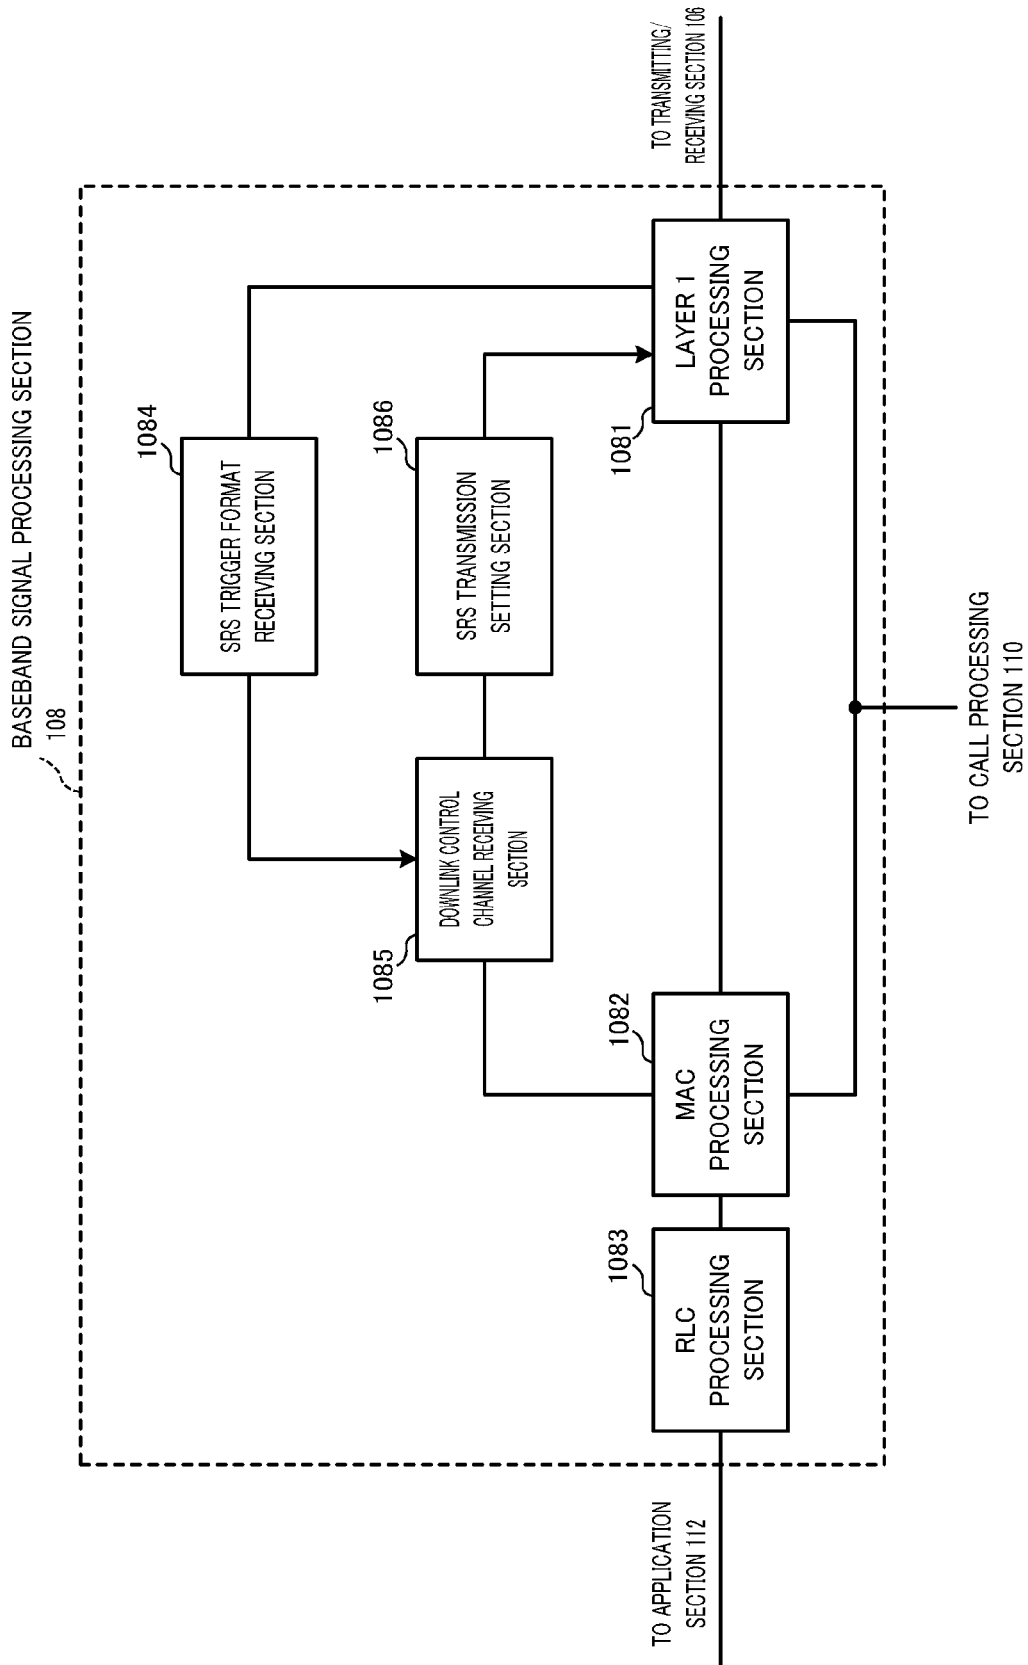 BASEBAND SIGNAL PROCESSING SECTION
108
1084
SRS TRIGGER FORMAT
RECEIVING SECTION
1085
DOWNLINK CONTROL
CHANNEL RECEIVING
SECTION
1086
SRS TRANSMISSION
SETTING SECTION
TO APPLICATION
SECTION 112
1083
RLC
PROCESSING
SECTION
1082
MAC
PROCESSING
SECTION
1081
LAYER 1
PROCESSING
SECTION
TO TRANSMITTING/
RECEIVING SECTION 106
TO CALL PROCESSING
SECTION 110